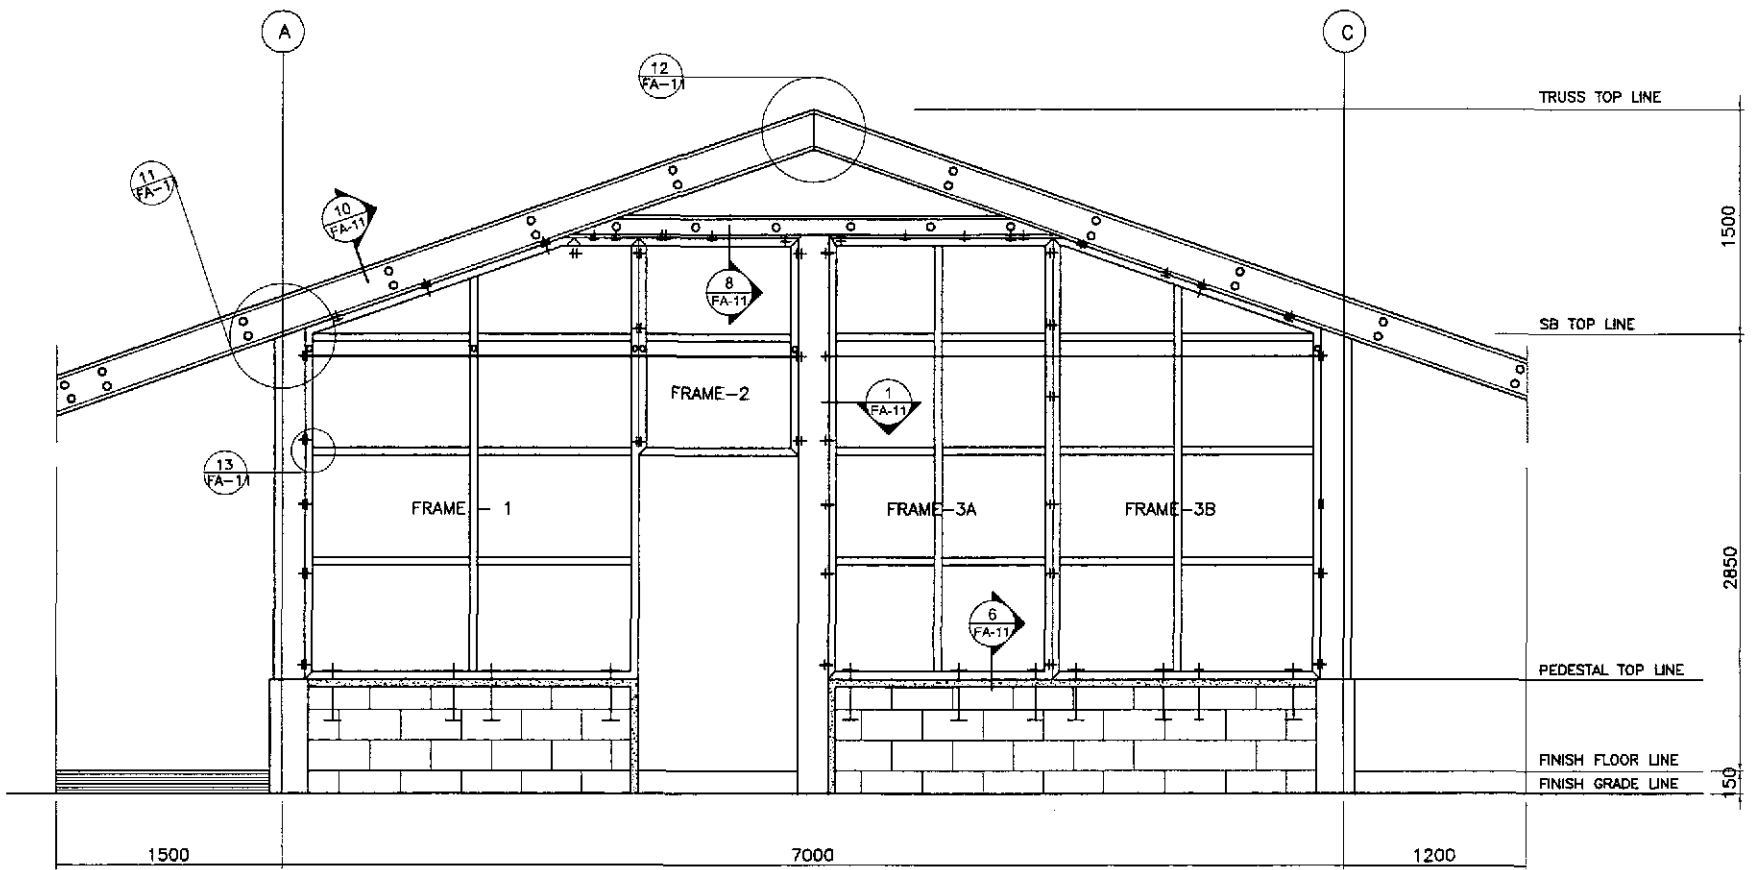 A
C
12
FA-11
TRUSS TOP LINE
11
FA-11
10
FA-11
1500
8
FA-11
SB TOP LINE
FRAME-2
1
FA-11
13
FA-11
FRAME - 1
FRAME-3A
FRAME-3B
2850
6
FA-11
PEDESTAL TOP LINE
FINISH FLOOR LINE
FINISH GRADE LINE
150
1500
7000
1200